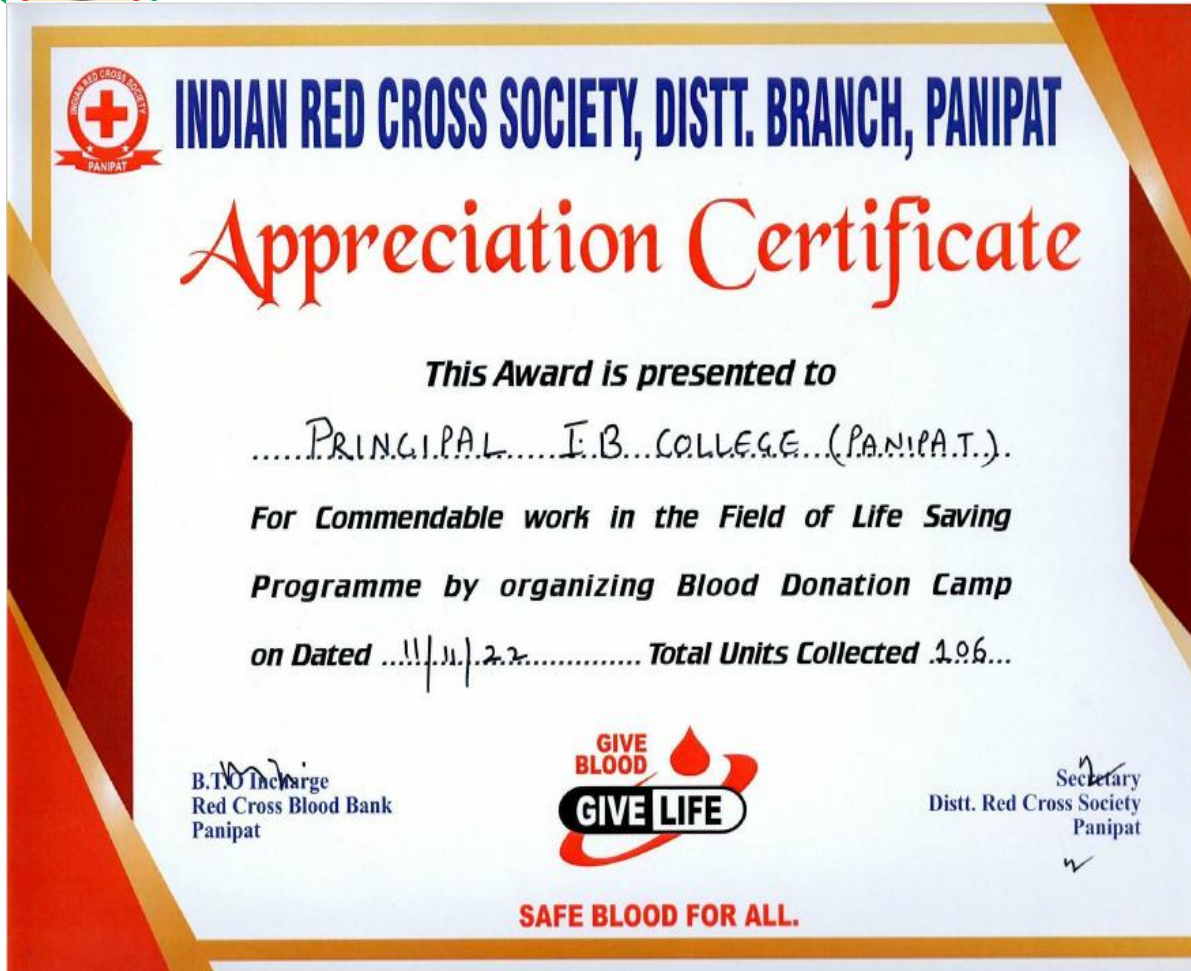 INDIAN RED CROSS SOCIETY
PANIPAT
INDIAN RED CROSS SOCIETY, DISTT. BRANCH, PANIPAT
Appreciation Certificate
This Award is presented to
PRINCIPAL I.B COLLEGE (PANIPAT)
For Commendable work in the Field of Life Saving
Programme by organizing Blood Donation Camp
on Dated 11/11/22 Total Units Collected 106
B.T.O Incharge
Red Cross Blood Bank
Panipat
GIVE
BLOOD
GIVE LIFE
Secretary
Distt. Red Cross Society
Panipat
SAFE BLOOD FOR ALL.